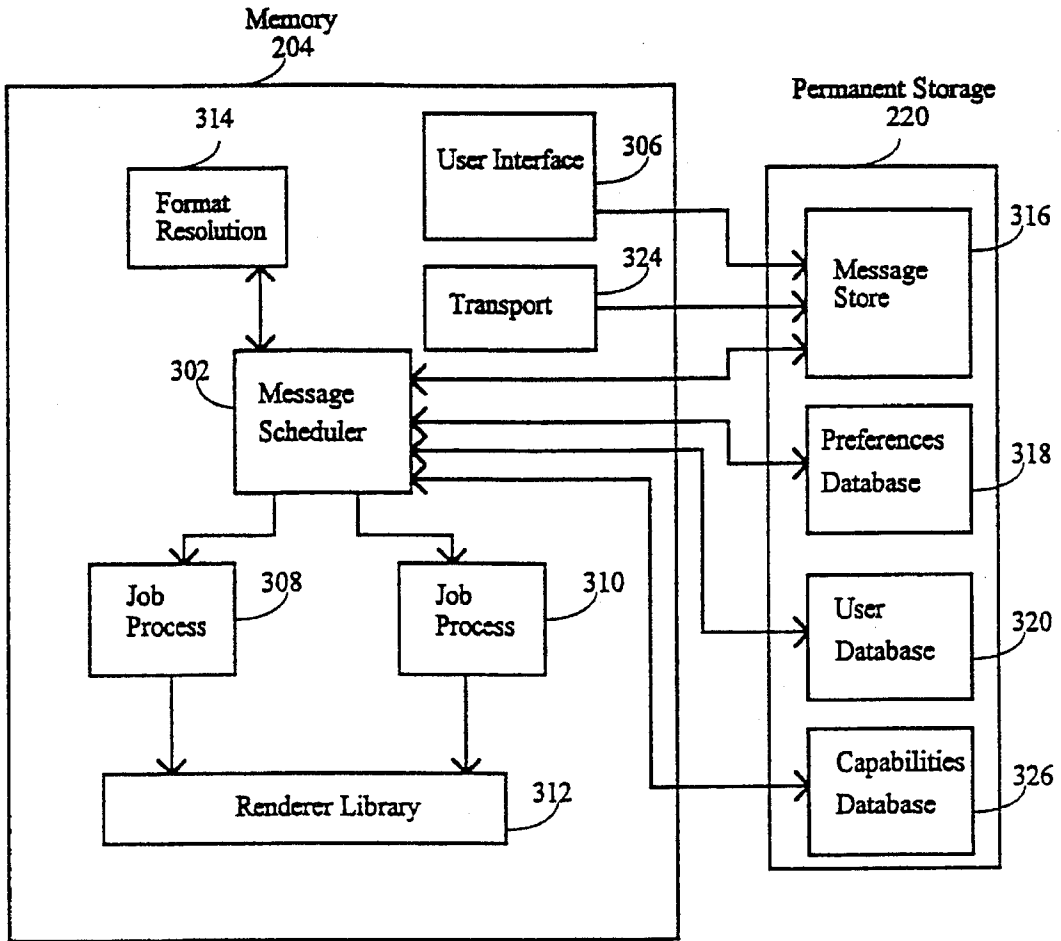 Memory
204
Permanent Storage
220
314
Format
Resolution
User Interface
306
324
Transport
316
Message
Store
302
Message
Scheduler
Preferences
Database
318
308
Job
Process
310
Job
Process
User
Database
320
Renderer Library
312
Capabilities
Database
326